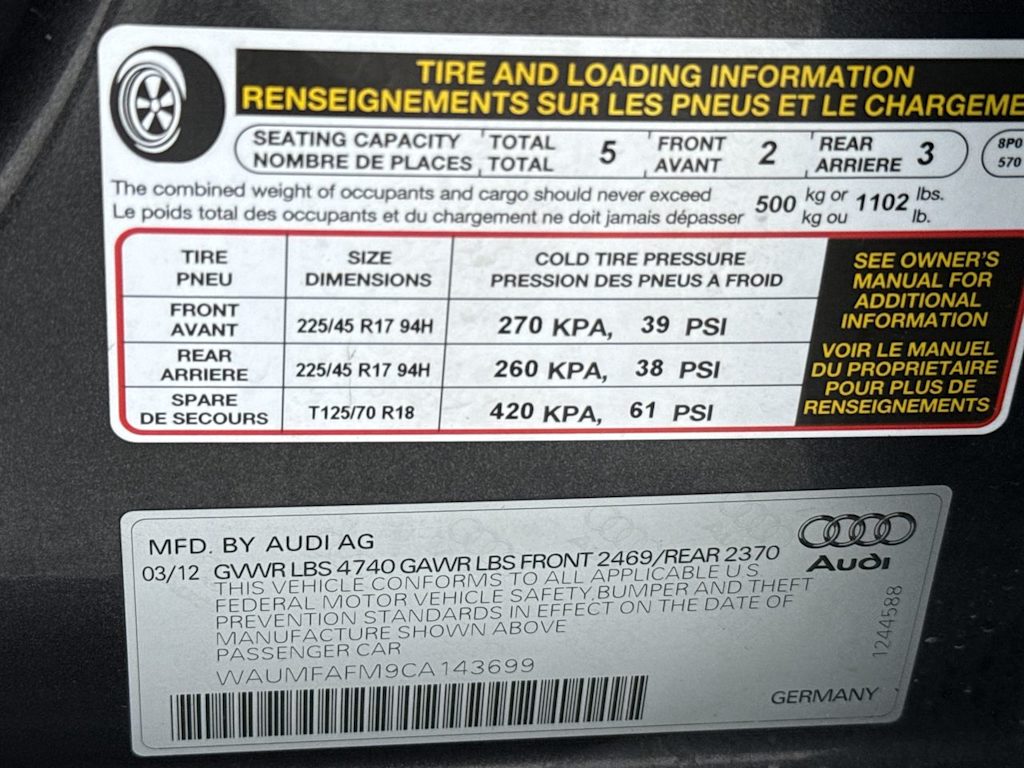 TIRE AND LOADING INFORMATION
RENSEIGNEMENTS SUR LES PNEUS ET LE CHARGEME
SEATING CAPACITY TOTAL 5 FRONT 2 REAR 3
NOMBRE DE PLACES TOTAL AVANT ARRIERE
8P0
570
The combined weight of occupants and cargo should never exceed 500 kg or 1102 lbs.
Le poids total des occupants et du chargement ne doit jamais dépasser kg ou lb.
TIRE SIZE COLD TIRE PRESSURE
PNEU DIMENSIONS PRESSION DES PNEUS A FROID
FRONT
AVANT 225/45 R17 94H 270 KPA, 39 PSI
REAR
ARRIERE 225/45 R17 94H 260 KPA, 38 PSI
SPARE
DE SECOURS T125/70 R18 420 KPA, 61 PSI
SEE OWNER'S
MANUAL FOR
ADDITIONAL
INFORMATION
VOIR LE MANUEL
DU PROPRIETAIRE
POUR PLUS DE
RENSEIGNEMENTS
MFD. BY AUDI AG
03/12 GVWR LBS 4740 GAWR LBS FRONT 2469/REAR 2370
THIS VEHICLE CONFORMS TO ALL APPLICABLE U S
FEDERAL MOTOR VEHICLE SAFETY,BUMPER AND THEFT
PREVENTION STANDARDS IN EFFECT ON THE DATE OF
MANUFACTURE SHOWN ABOVE
PASSENGER CAR
WAUMFAFM9CA143699
Audi
1244588
GERMANY